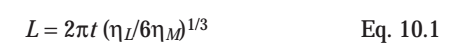 L = 2πt (η_L/6η_M)^{1/3} Eq. 10.1